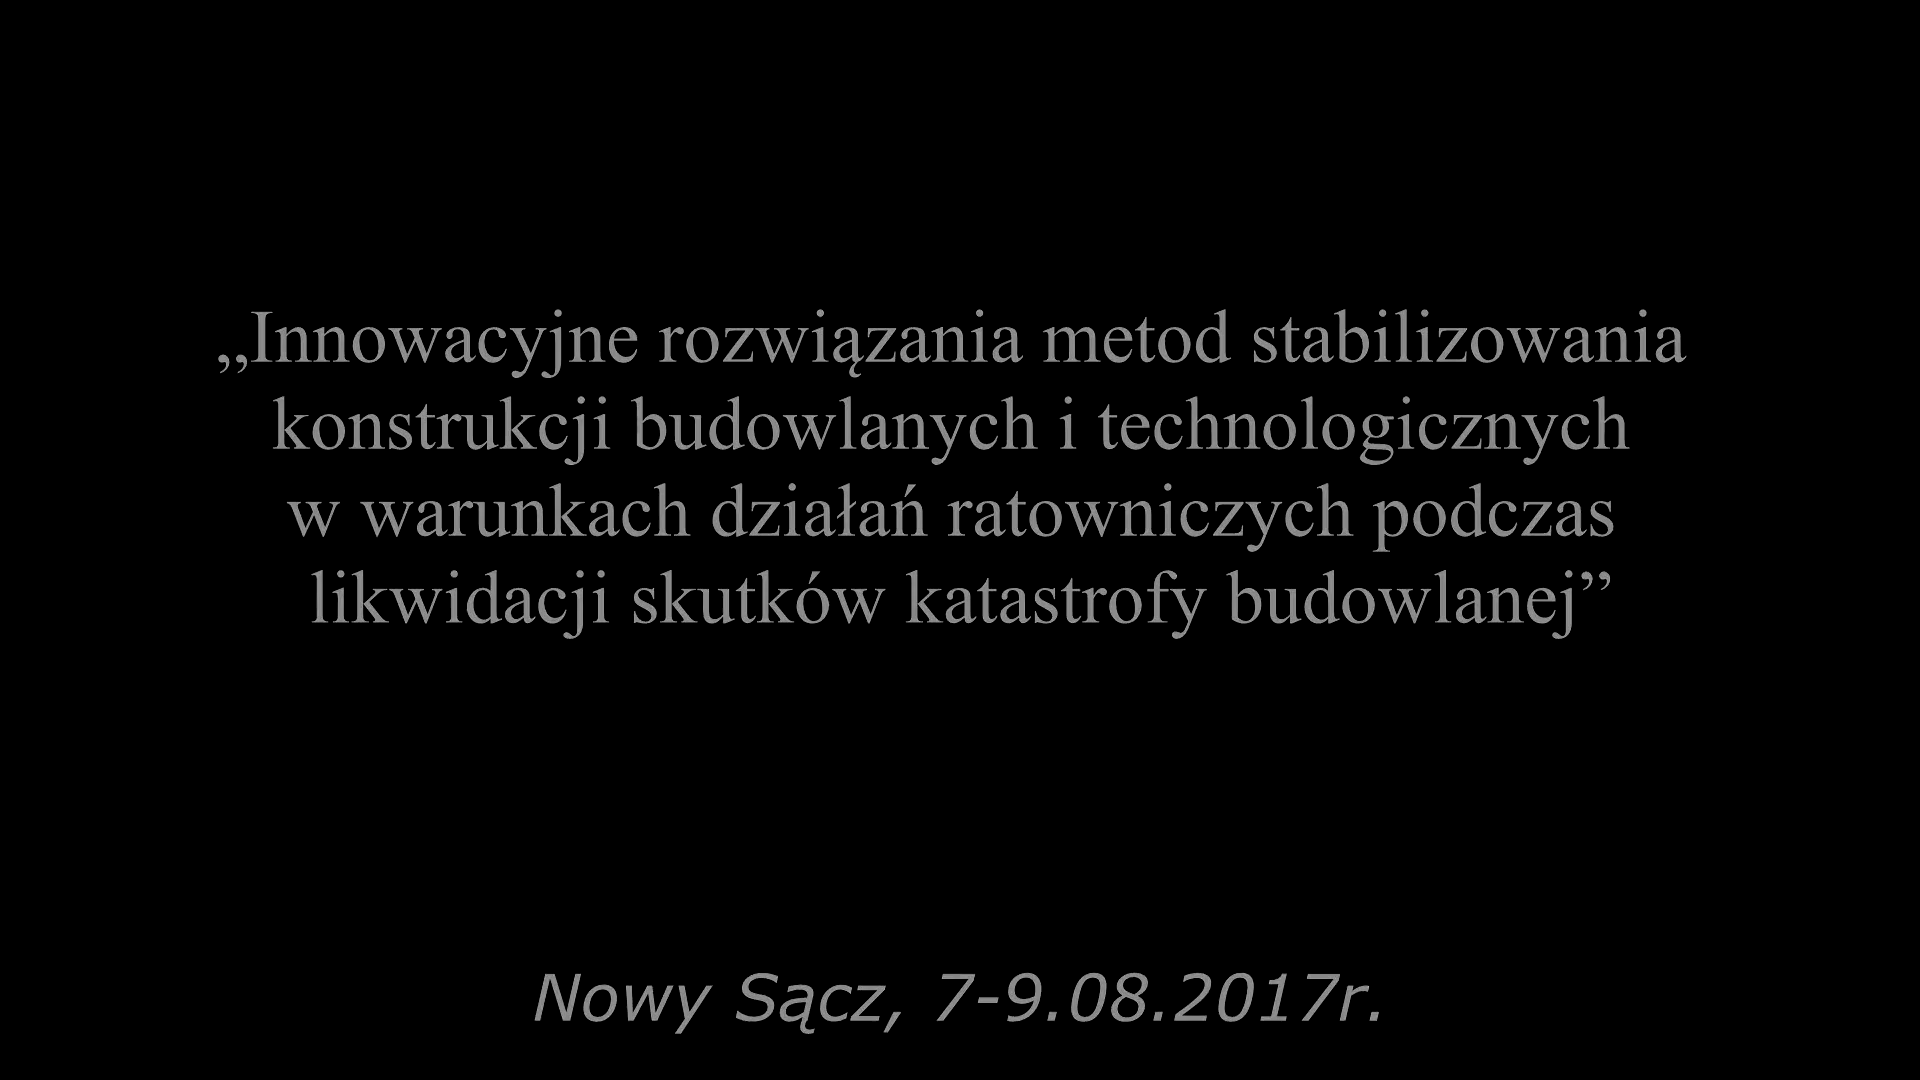 „Innowacyjne rozwiązania metod stabilizowania
konstrukcji budowlanych i technologicznych
w warunkach działań ratowniczych podczas
likwidacji skutków katastrofy budowlanej”
Nowy Sącz, 7-9.08.2017r.